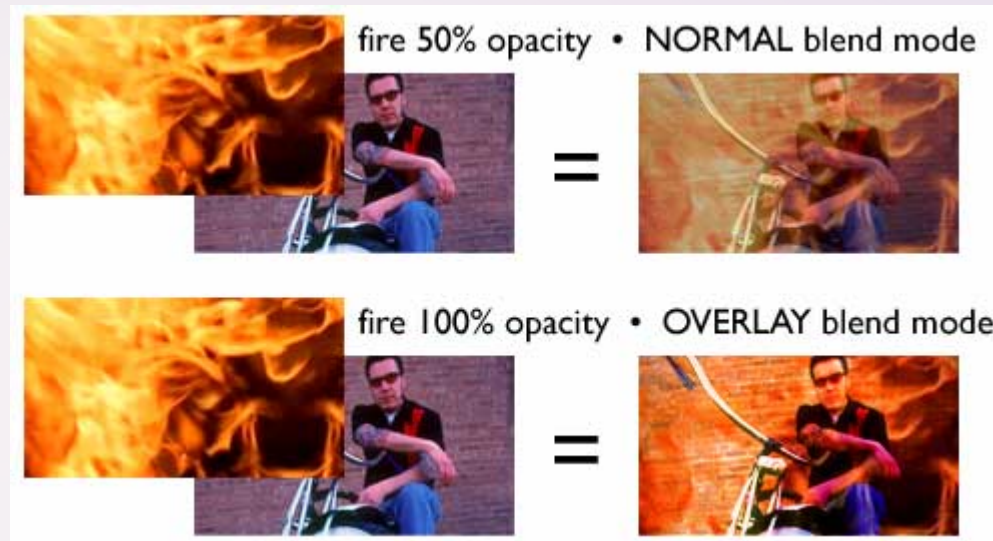 fire 50% opacity • NORMAL blend mode
=
fire 100% opacity • OVERLAY blend mode
=